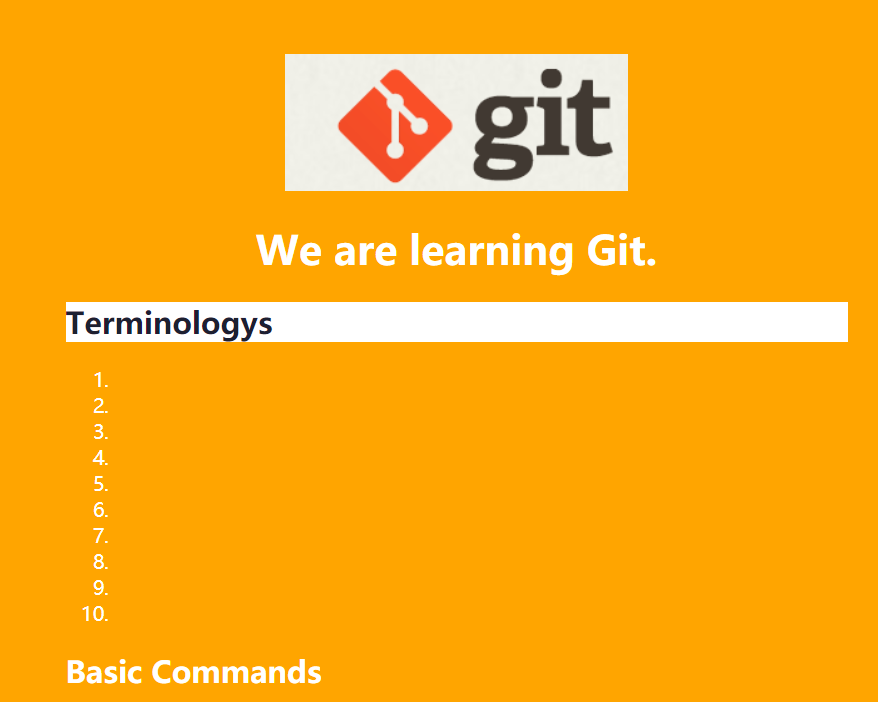 git
We are learning Git.
Terminologys
1.
2.
3.
4.
5.
6.
7.
8.
9.
10.
Basic Commands